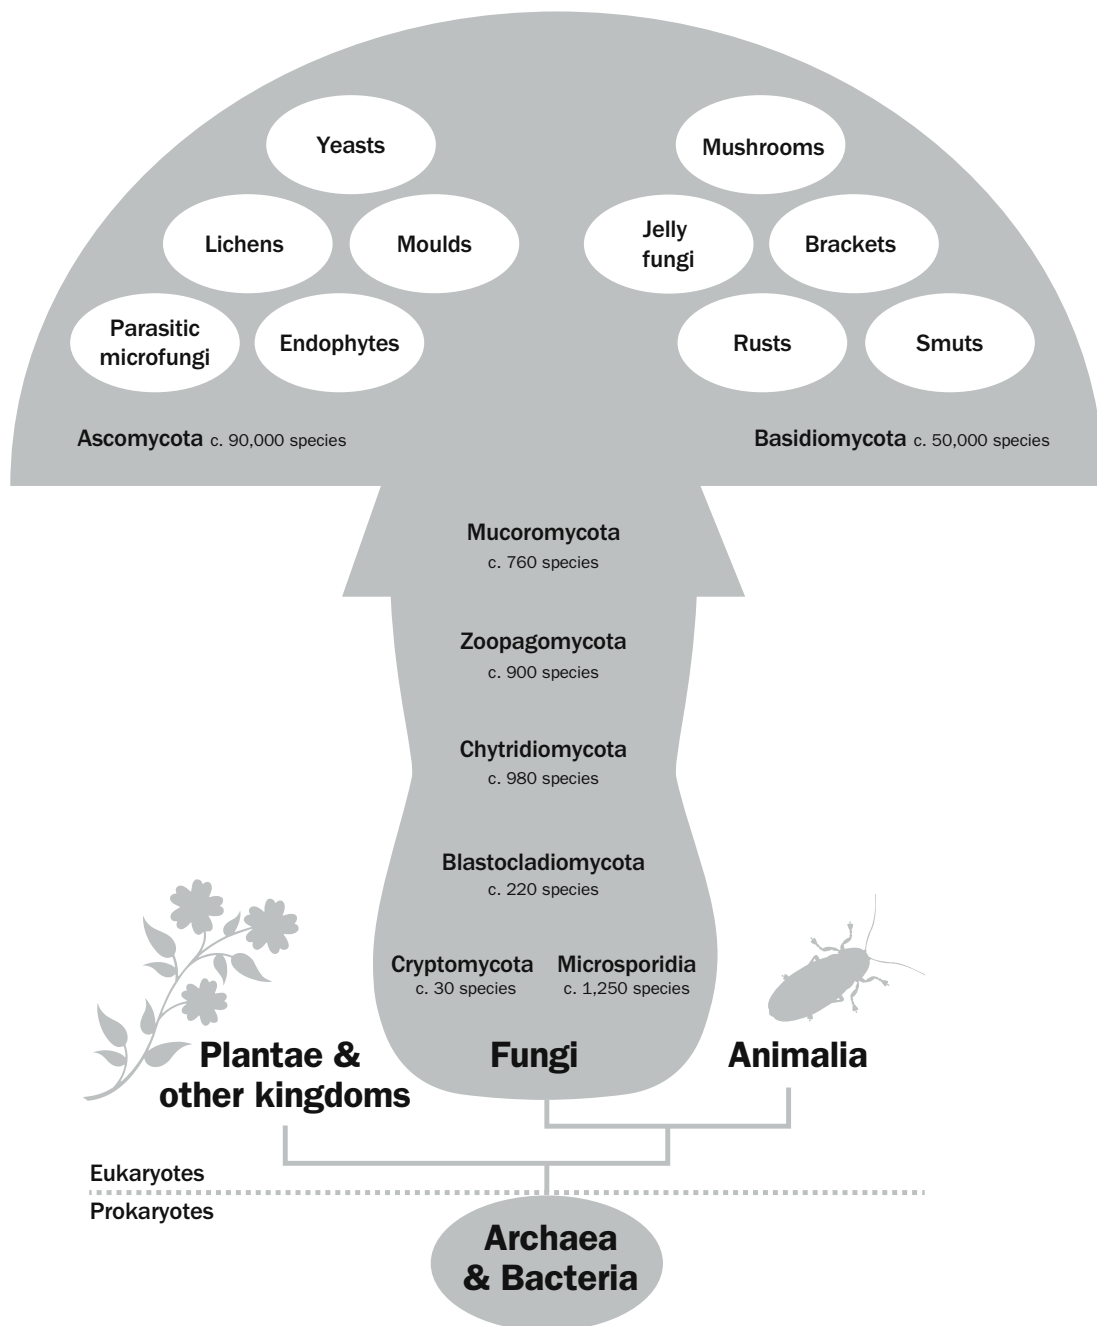 Yeasts
Mushrooms
Lichens
Moulds
Jelly
fungi
Brackets
Parasitic
microfungi
Endophytes
Rusts
Smuts
Ascomycota c. 90,000 species
Basidiomycota c. 50,000 species
Mucoromycota
c. 760 species
Zoopagomycota
c. 900 species
Chytridiomycota
c. 980 species
Blastocladiomycota
c. 220 species
Cryptomycota
c. 30 species
Microsporidia
c. 1,250 species
Plantae &
other kingdoms
Fungi
Animalia
Eukaryotes
Prokaryotes
Archaea
& Bacteria